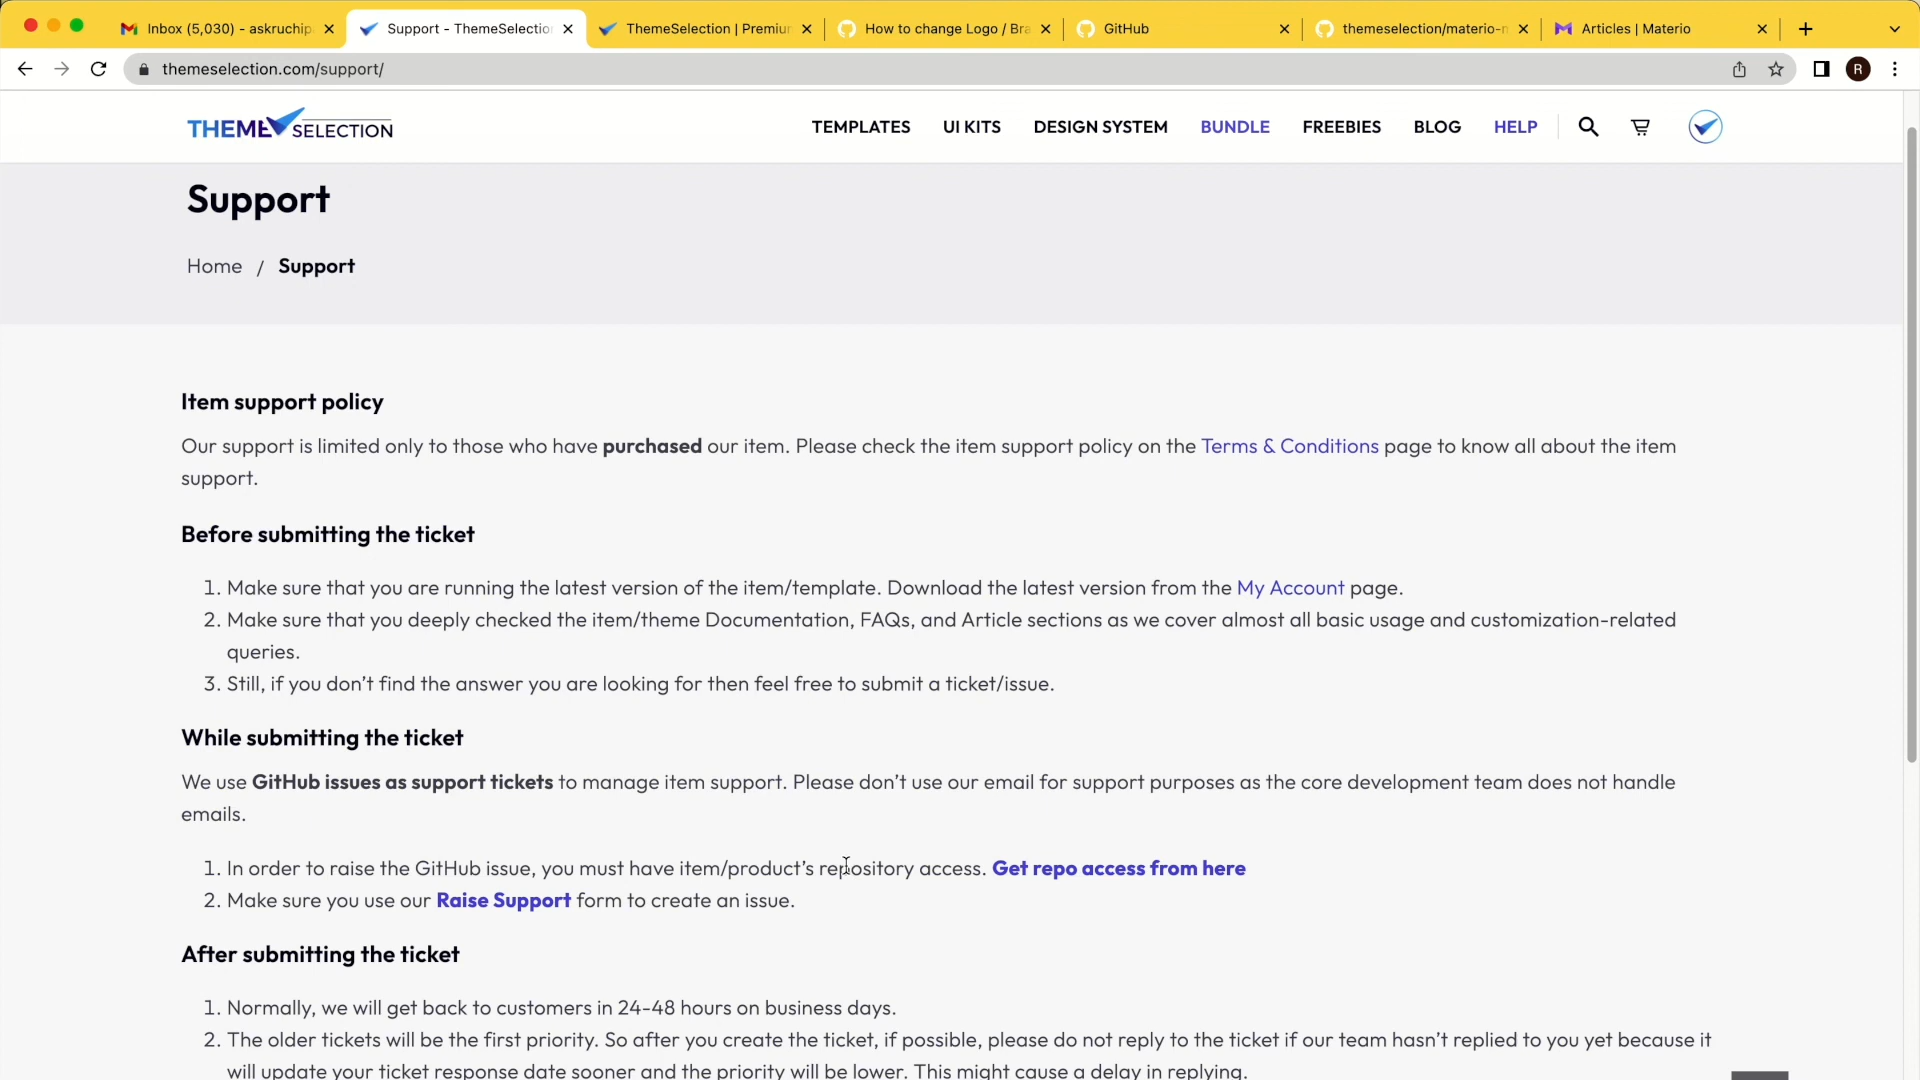 Inbox (5,030) - askruchip
Support - ThemeSelectio
ThemeSelection | Premiu
How to change Logo / Bra
GitHub
themeselection/materio-
Articles | Materio
themeselection.com/support/
R
THEME SELECTION
TEMPLATES
UI KITS
DESIGN SYSTEM
BUNDLE
FREEBIES
BLOG
HELP
Support
Home / Support
Item support policy
Our support is limited only to those who have purchased our item. Please check the item support policy on the Terms & Conditions page to know all about the item
support.
Before submitting the ticket
1. Make sure that you are running the latest version of the item/template. Download the latest version from the My Account page.
2. Make sure that you deeply checked the item/theme Documentation, FAQs, and Article sections as we cover almost all basic usage and customization-related
queries.
3. Still, if you don't find the answer you are looking for then feel free to submit a ticket/issue.
While submitting the ticket
We use GitHub issues as support tickets to manage item support. Please don't use our email for support purposes as the core development team does not handle
emails.
1. In order to raise the GitHub issue, you must have item/product's repository access. Get repo access from here
2. Make sure you use our Raise Support form to create an issue.
After submitting the ticket
1. Normally, we will get back to customers in 24-48 hours on business days.
2. The older tickets will be the first priority. So after you create the ticket, if possible, please do not reply to the ticket if our team hasn't replied to you yet because it
will update your ticket response date sooner and the priority will be lower. This might cause a delay in replying.